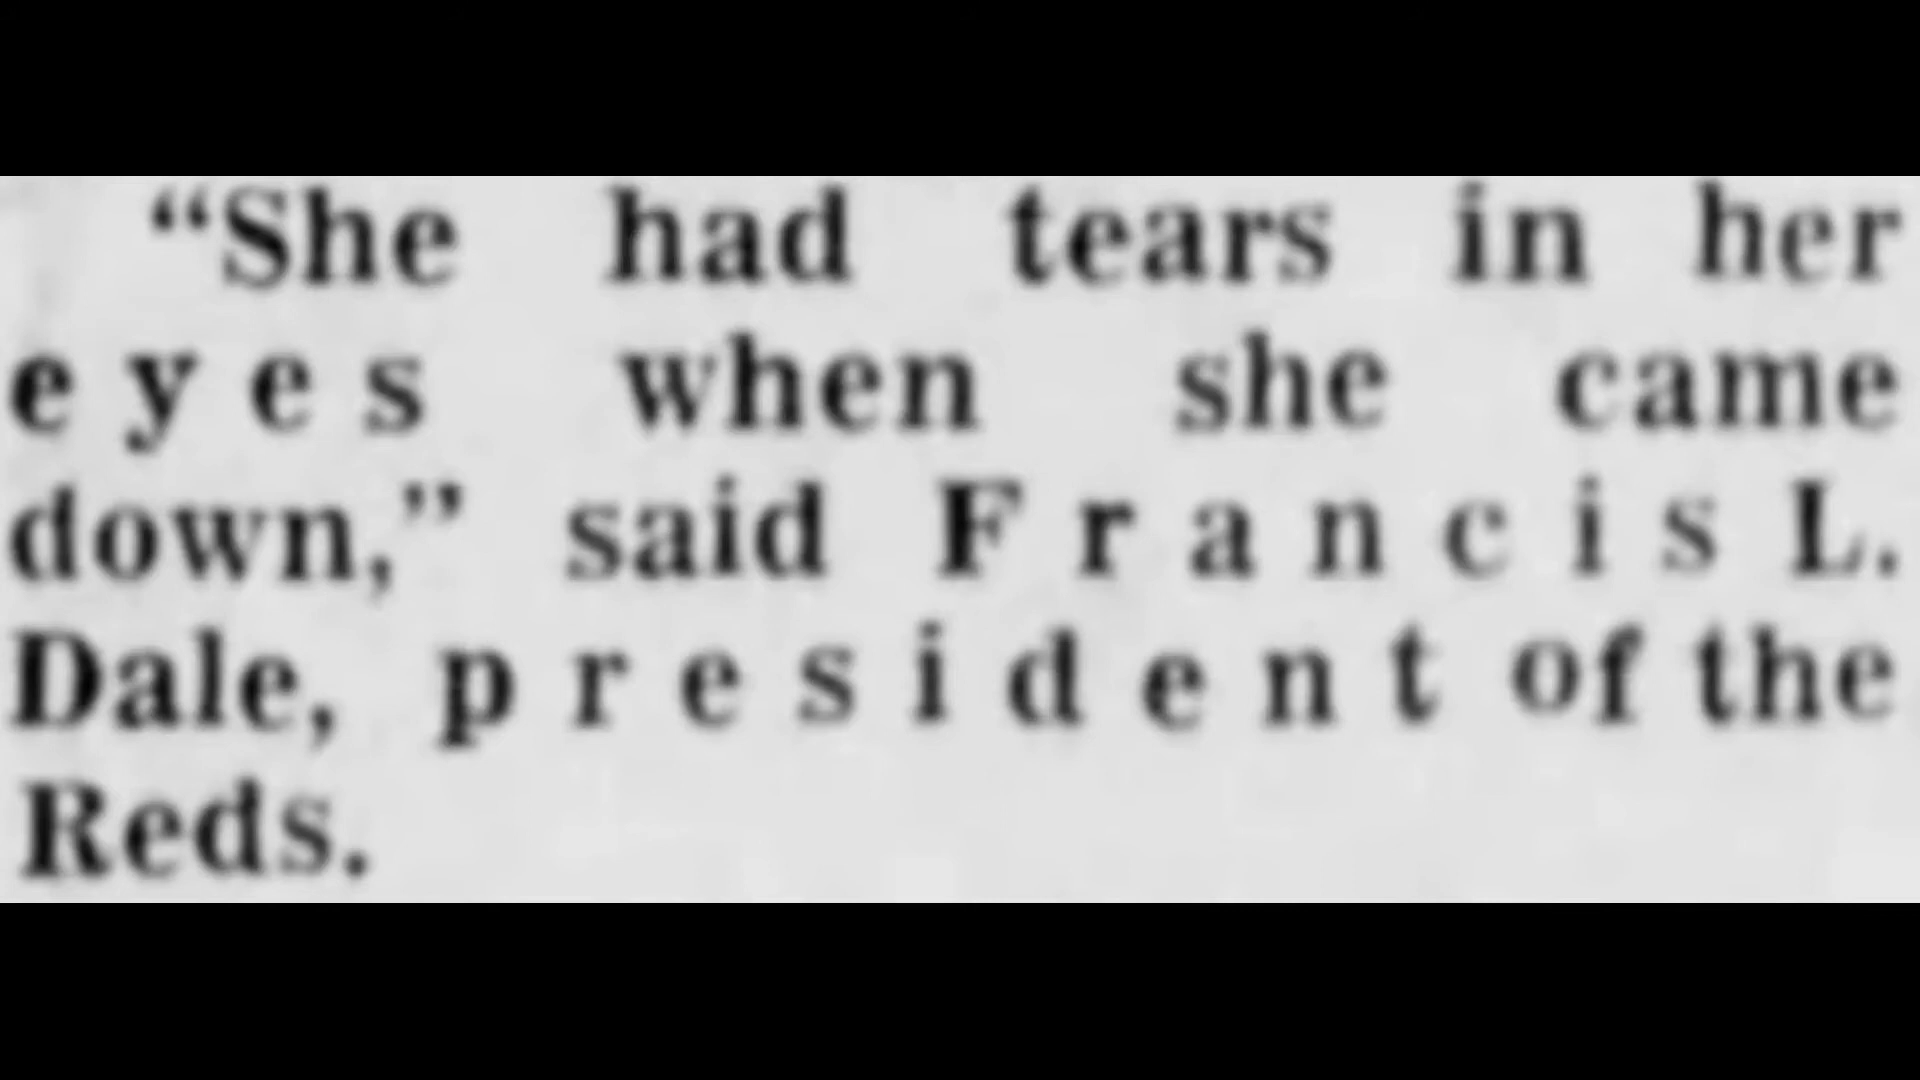 “She had tears in her
eyes when she came
down,” said Francis L.
Dale, president of the
Reds.